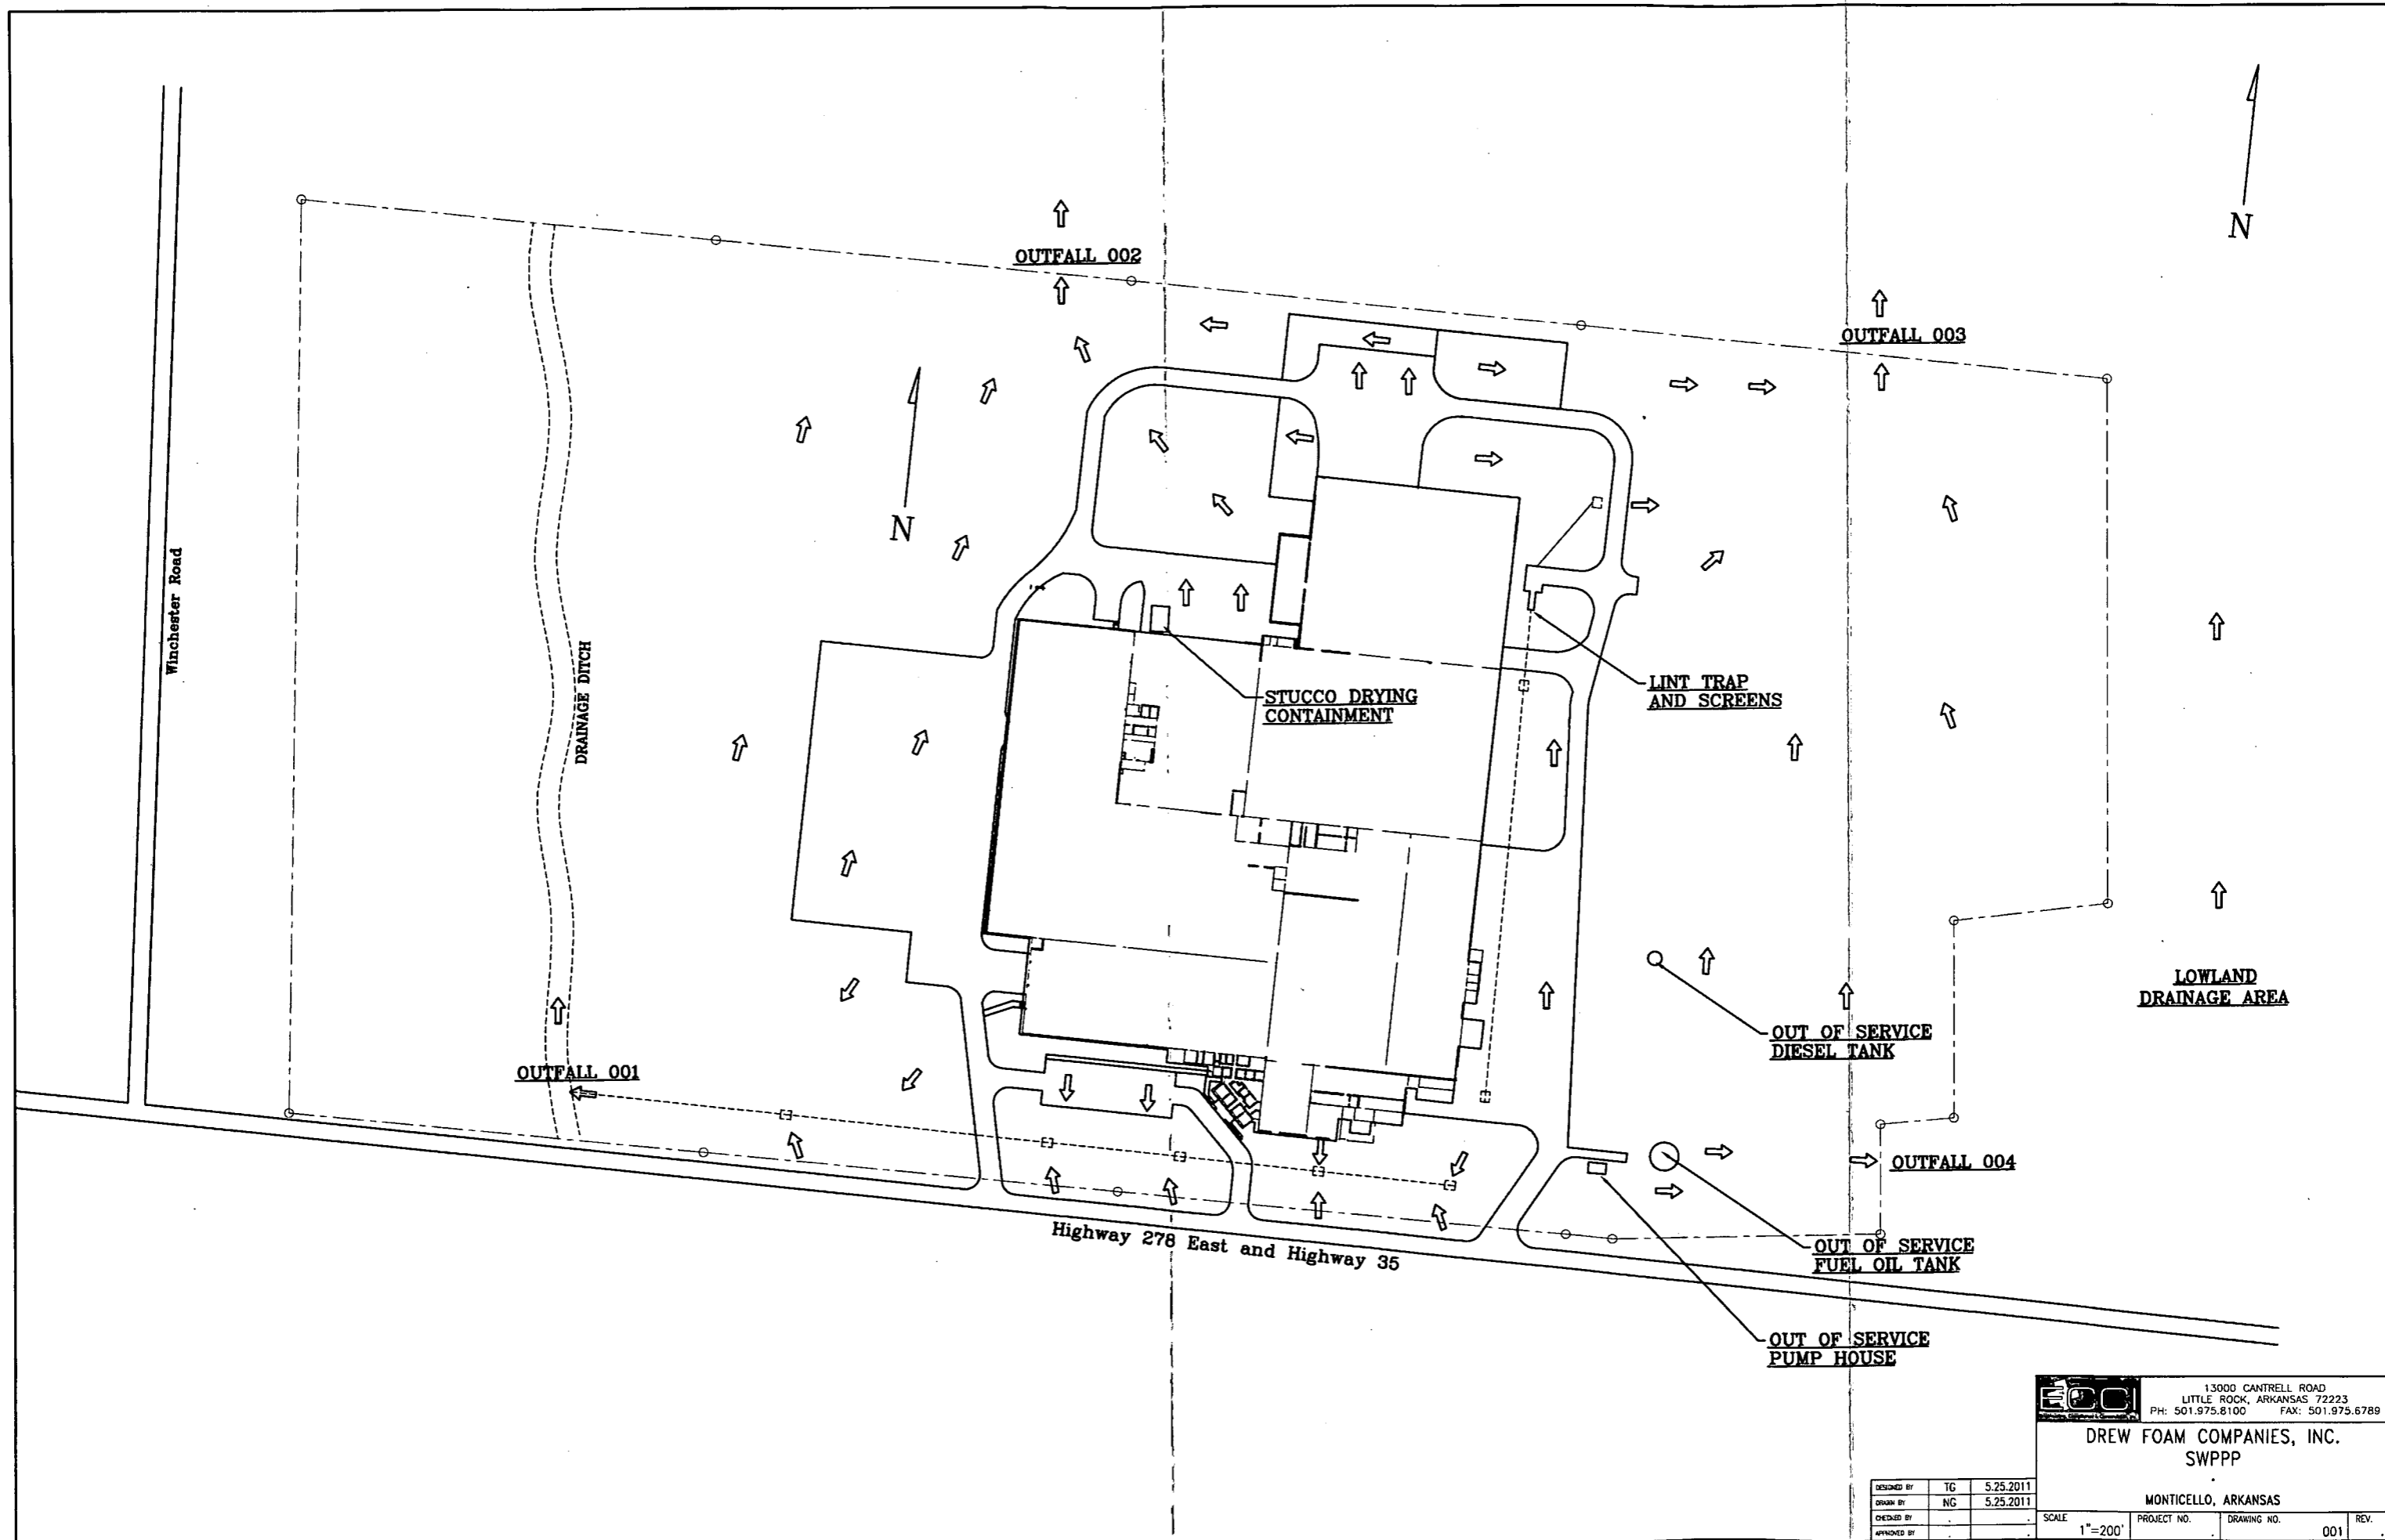 N
OUTFALL 002
OUTFALL 003
N
Winchester Road
DRAINAGE DITCH
STUCCO DRYING
CONTAINMENT
LINT TRAP
AND SCREENS
LOWLAND
DRAINAGE AREA
OUT OF SERVICE
DIESEL TANK
OUTFALL 001
OUTFALL 004
Highway 278 East and Highway 35
OUT OF SERVICE
FUEL OIL TANK
OUT OF SERVICE
PUMP HOUSE
ECCI
13000 CANTRELL ROAD
LITTLE ROCK, ARKANSAS 72223
PH: 501.975.8100 FAX: 501.975.6789
DREW FOAM COMPANIES, INC.
SWPPP
MONTICELLO, ARKANSAS
DESIGNED BY TG 5.25.2011
DRAWN BY NG 5.25.2011
CHECKED BY . .
APPROVED BY . .
SCALE PROJECT NO. DRAWING NO. REV.
1"=200' . 001 .